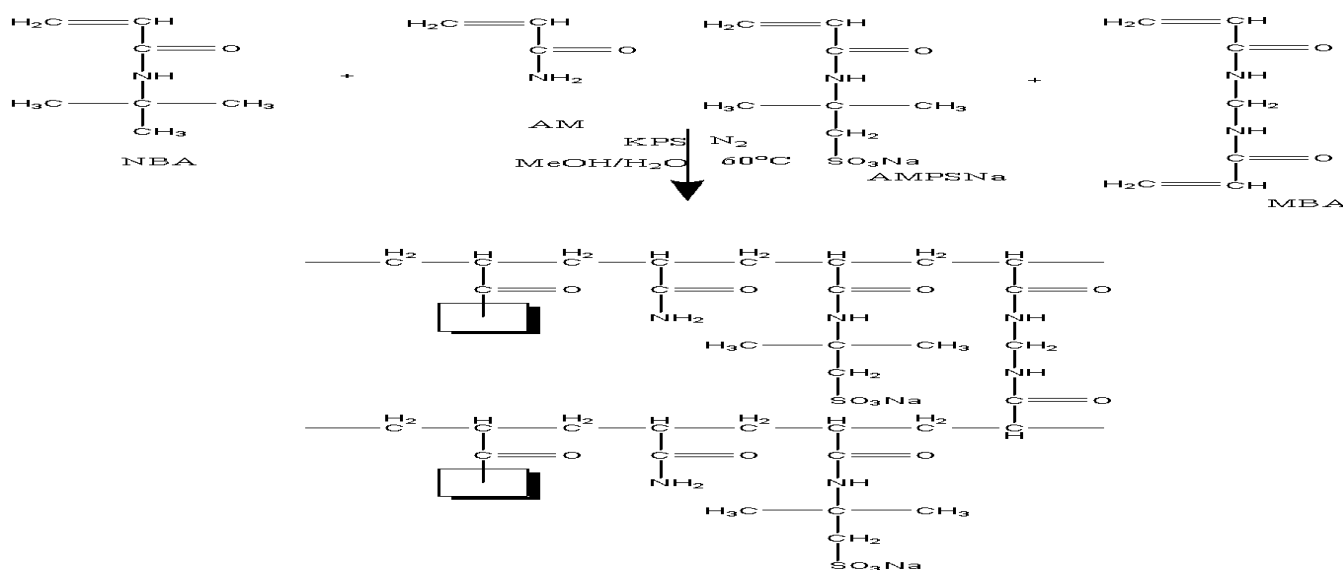 H₂C CH H₂C CH H₂C CH H₂C CH
C O C O C O C O
NH + NH₂ NH + NH
H₃C C CH₃ H₃C C CH₃ CH₂
CH₃ AM CH₂ NH
KPS N₂
NBA MeOH/H₂O 60°C SO₃Na C O
AMPSNa
H₂C CH
MBA
H₂ H H₂ H H₂ H H₂ H
C C C C C C C C
C O C O C O C O
NH₂ NH NH
H₃C C CH₃ CH₂
CH₂ NH
SO₃Na C O
H₂ H H₂ H H₂ H H₂
C C C C C C C C
H
C O C O C O
NH₂ NH
H₃C C CH₃
CH₂
SO₃Na